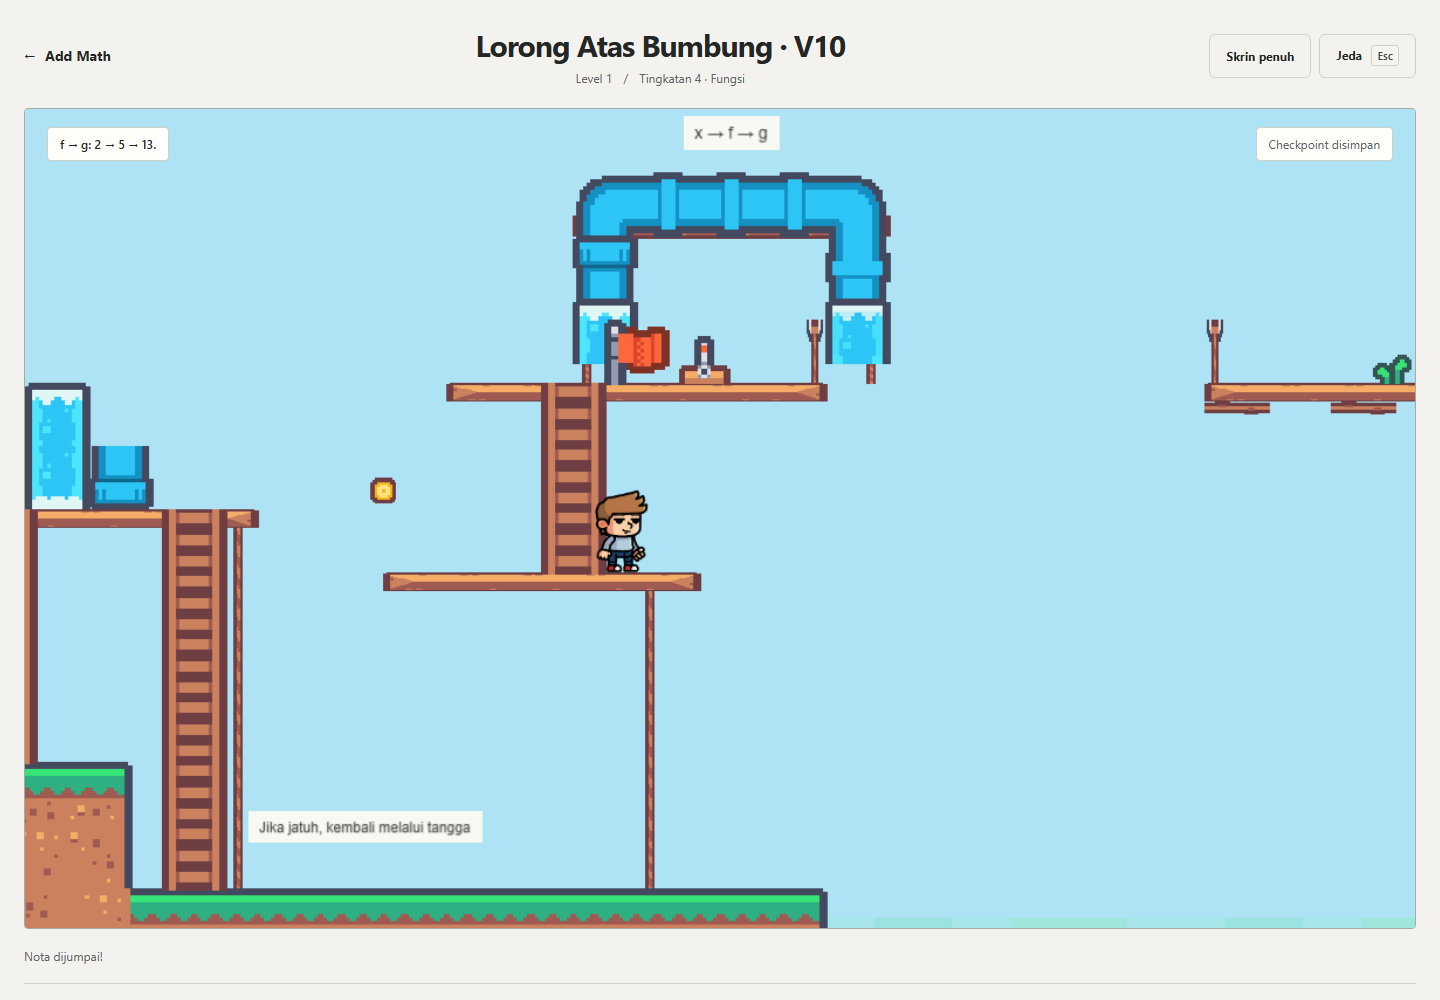 ← Add Math
Lorong Atas Bumbung · V10
Level 1 / Tingkatan 4 · Fungsi
Skrin penuh
Jeda Esc
f → g: 2 → 5 → 13.
x → f → g
Checkpoint disimpan
Jika jatuh, kembali melalui tangga
Nota dijumpai!